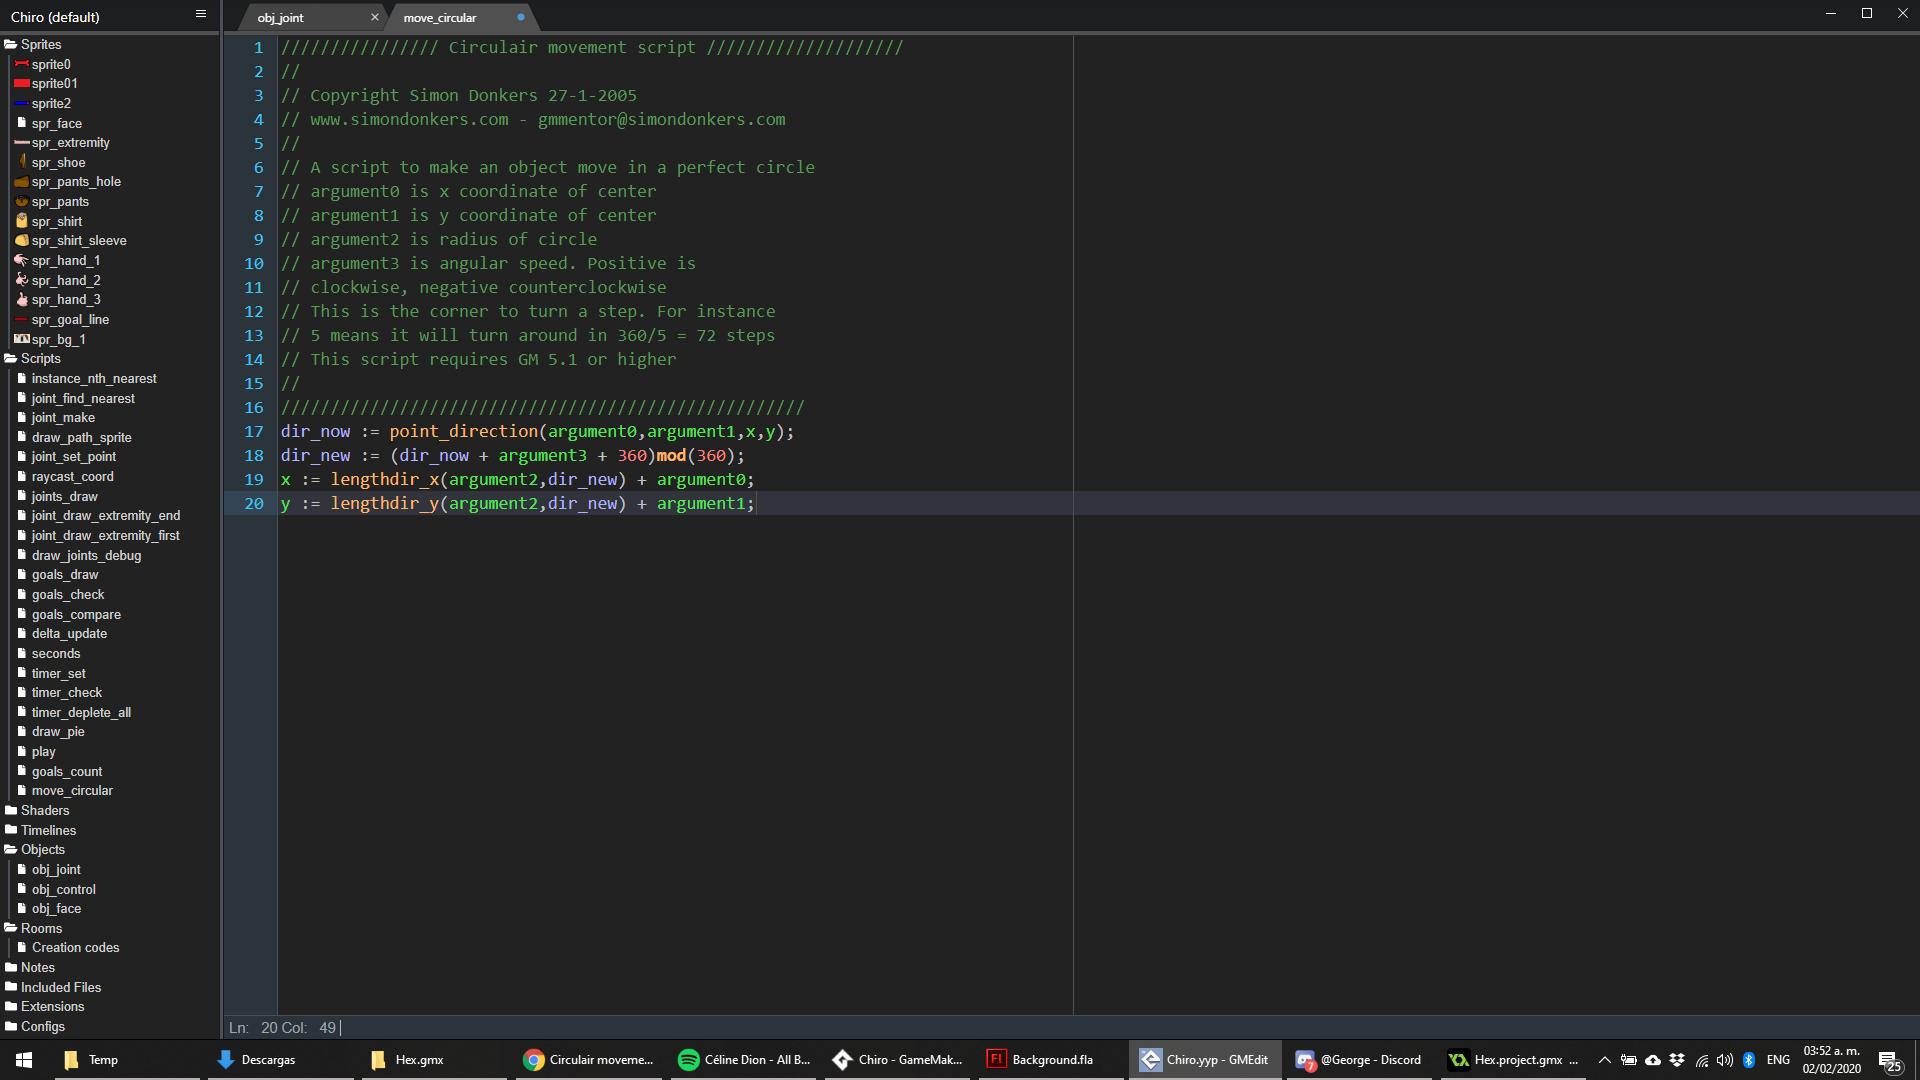 Chiro (default)
obj_joint
move_circular
Sprites
sprite0
sprite01
sprite2
spr_face
spr_extremity
spr_shoe
spr_pants_hole
spr_pants
spr_shirt
spr_shirt_sleeve
spr_hand_1
spr_hand_2
spr_hand_3
spr_goal_line
spr_bg_1
Scripts
instance_nth_nearest
joint_find_nearest
joint_make
draw_path_sprite
joint_set_point
raycast_coord
joints_draw
joint_draw_extremity_end
joint_draw_extremity_first
draw_joints_debug
goals_draw
goals_check
goals_compare
delta_update
seconds
timer_set
timer_check
timer_deplete_all
draw_pie
play
goals_count
move_circular
Shaders
Timelines
Objects
obj_joint
obj_control
obj_face
Rooms
Creation codes
Notes
Included Files
Extensions
Configs
1 //////////////// Circulair movement script ////////////////////
2 //
3 // Copyright Simon Donkers 27-1-2005
4 // www.simondonkers.com - gmmentor@simondonkers.com
5 //
6 // A script to make an object move in a perfect circle
7 // argument0 is x coordinate of center
8 // argument1 is y coordinate of center
9 // argument2 is radius of circle
10 // argument3 is angular speed. Positive is
11 // clockwise, negative counterclockwise
12 // This is the corner to turn a step. For instance
13 // 5 means it will turn around in 360/5 = 72 steps
14 // This script requires GM 5.1 or higher
15 //
16 /////////////////////////////////////////////////////
17 dir_now := point_direction(argument0,argument1,x,y);
18 dir_new := (dir_now + argument3 + 360)mod(360);
19 x := lengthdir_x(argument2,dir_new) + argument0;
20 y := lengthdir_y(argument2,dir_new) + argument1;
Ln: 20 Col: 49
Temp
Descargas
Hex.gmx
Circulair moveme...
Céline Dion - All B...
Chiro - GameMak...
Fl
Background.fla
Chiro.yyp - GMEdit
7
@George - Discord
Hex.project.gmx ...
ENG
03:52 a. m.
02/02/2020
25